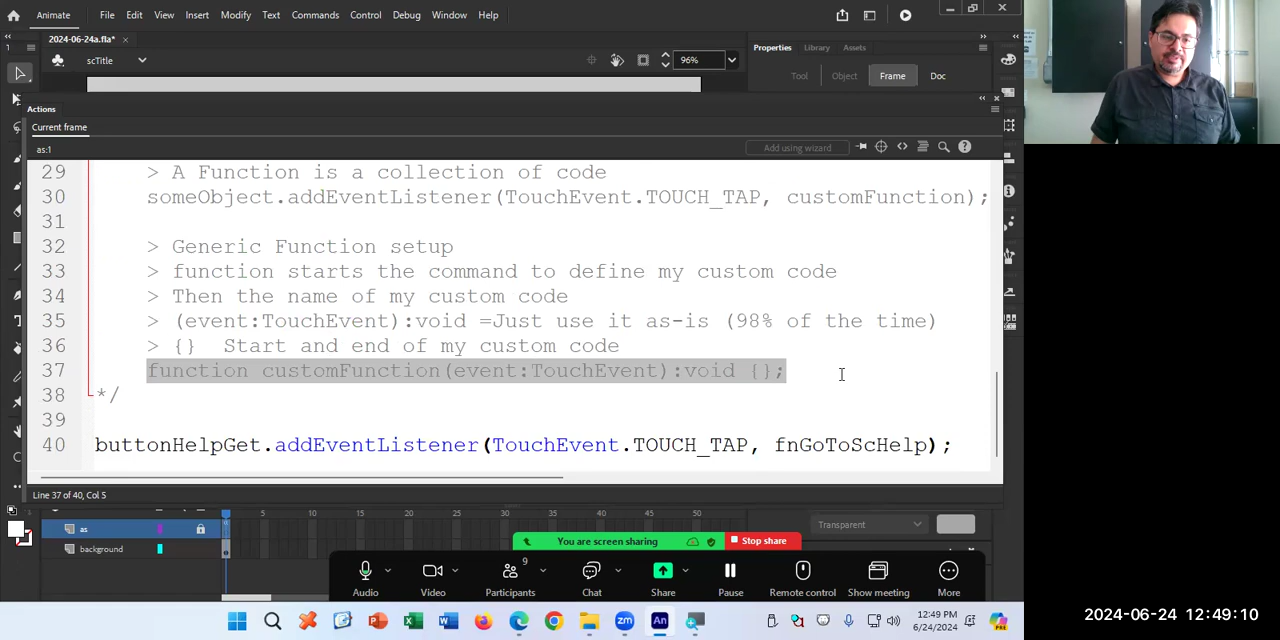 Animate File Edit View Insert Modify Text Commands Control Debug Window Help
2024-06-24a.fla* ×
scTitle 96%
Properties Library Assets
Tool Object Frame Doc
Actions
Current frame
as:1 Add using wizard
29 > A Function is a collection of code
30 someObject.addEventListener(TouchEvent.TOUCH_TAP, customFunction);
31
32 > Generic Function setup
33 > function starts the command to define my custom code
34 > Then the name of my custom code
35 > (event:TouchEvent):void =Just use it as-is (98% of the time)
36 > {} Start and end of my custom code
37 function customFunction(event:TouchEvent):void {};
38 */
39
40 buttonHelpGet.addEventListener(TouchEvent.TOUCH_TAP, fnGoToScHelp);
Line 37 of 40, Col 5
5 10 15 20 25 30 35 40 45 50
as
background
Transparent
You are screen sharing Stop share
9
Audio Video Participants Chat Share Pause Remote control Show meeting More
12:49 PM
6/24/2024
2024-06-24 12:49:10